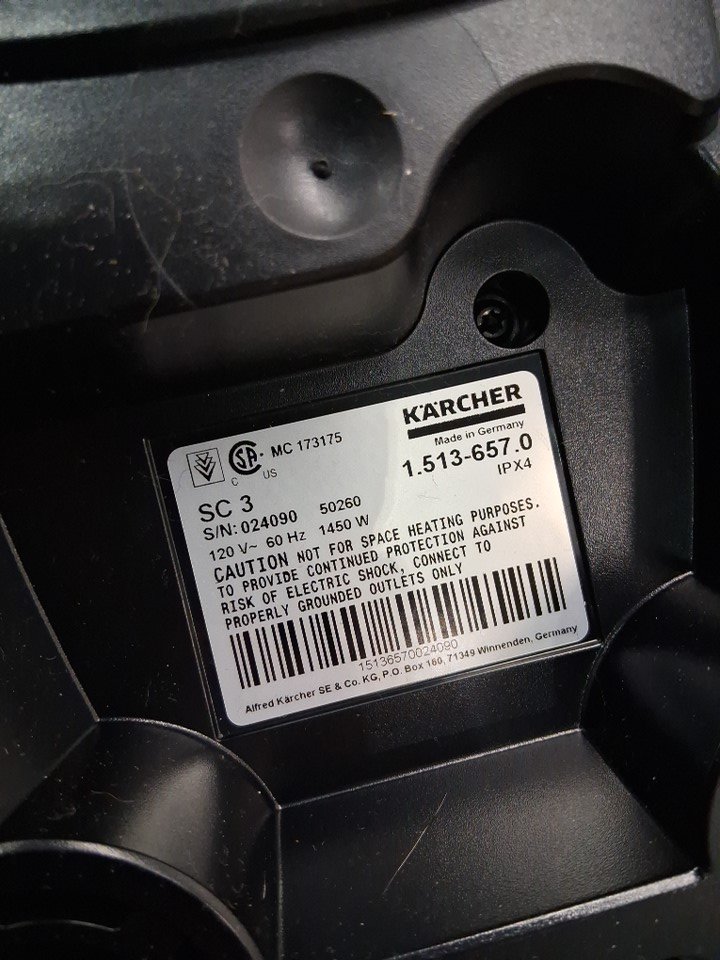 KÄRCHER
Made in Germany
1.513-657.0
IPX4
SA
C US
MC 173175
SC 3
S/N: 024090 50260
120 V~ 60 Hz 1450 W
CAUTION NOT FOR SPACE HEATING PURPOSES.
TO PROVIDE CONTINUED PROTECTION AGAINST
RISK OF ELECTRIC SHOCK, CONNECT TO
PROPERLY GROUNDED OUTLETS ONLY
15136570024090
Alfred Kärcher SE & Co. KG, P.O. Box 160, 71349 Winnenden, Germany